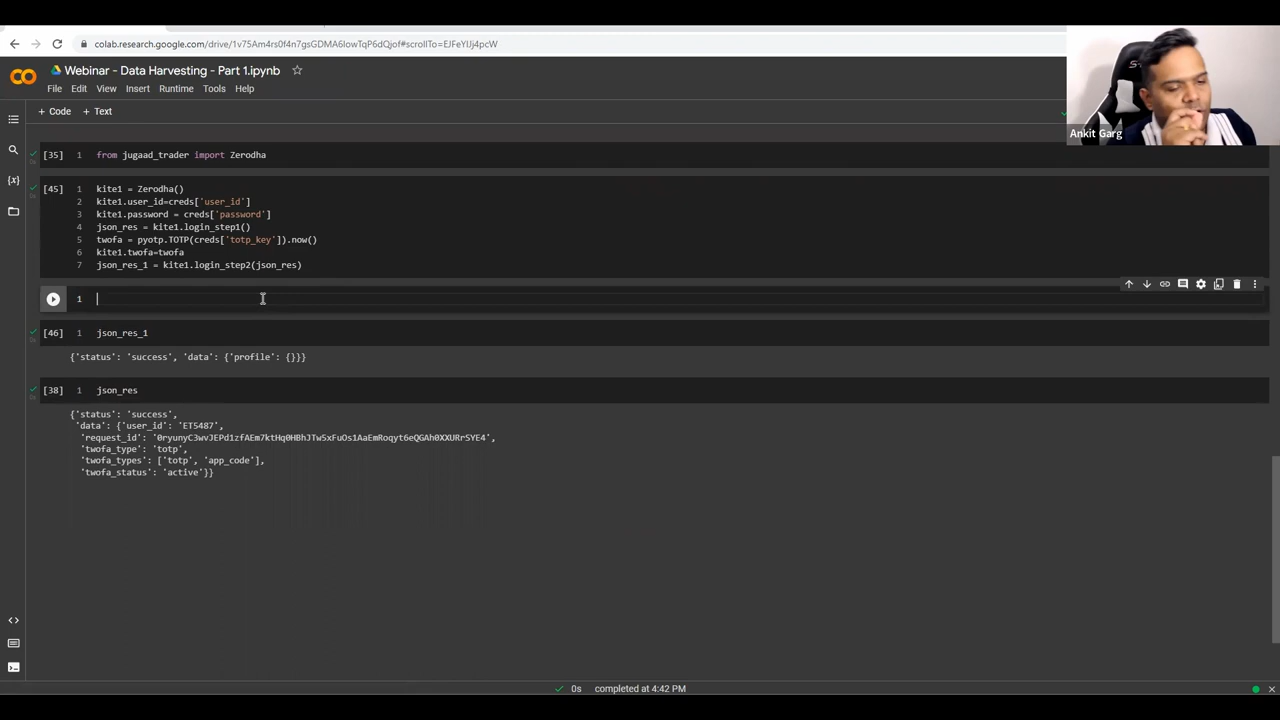 colab.research.google.com/drive/1v75Am4rs0f4n7gsGDMA6IowTqP6dQjof#scrollTo=EJFeYlJj4pcW
Webinar - Data Harvesting - Part 1.ipynb
File Edit View Insert Runtime Tools Help
+ Code + Text
Ankit Garg
[35] 1 from jugaad_trader import Zerodha
[45] 1 kite1 = Zerodha()
2 kite1.user_id=creds['user_id']
3 kite1.password = creds['password']
4 json_res = kite1.login_step1()
5 twofa = pyotp.TOTP(creds['totp_key']).now()
6 kite1.twofa=twofa
7 json_res_1 = kite1.login_step2(json_res)
1
[46] 1 json_res_1
{'status': 'success', 'data': {'profile': {}}}
[38] 1 json_res
{'status': 'success',
'data': {'user_id': 'ET5487',
'request_id': '0ryunyC3wvJEPd1zfAEm7ktHq0HBhJTwSxFuOs1AaEmRoqyt6eQGAh0XXURrSYE4',
'twofa_type': 'totp',
'twofa_types': ['totp', 'app_code'],
'twofa_status': 'active'}}
0s completed at 4:42 PM